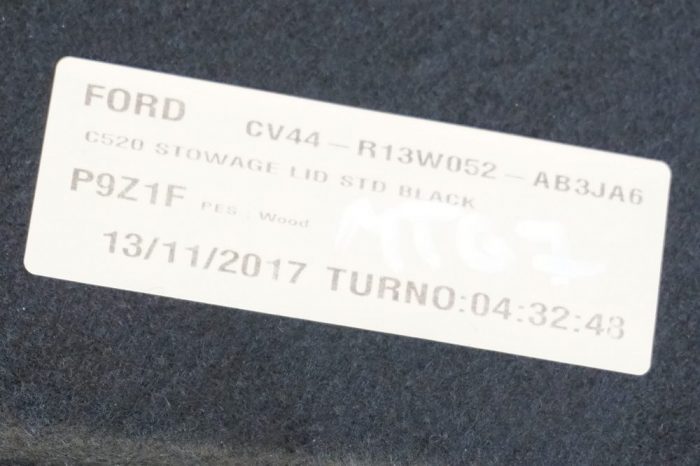 FORD CV44-R13W052-AB3JA6
C520 STOWAGE LID STD BLACK
P9Z1F PES : Wood
13/11/2017 TURNO:04:32:48